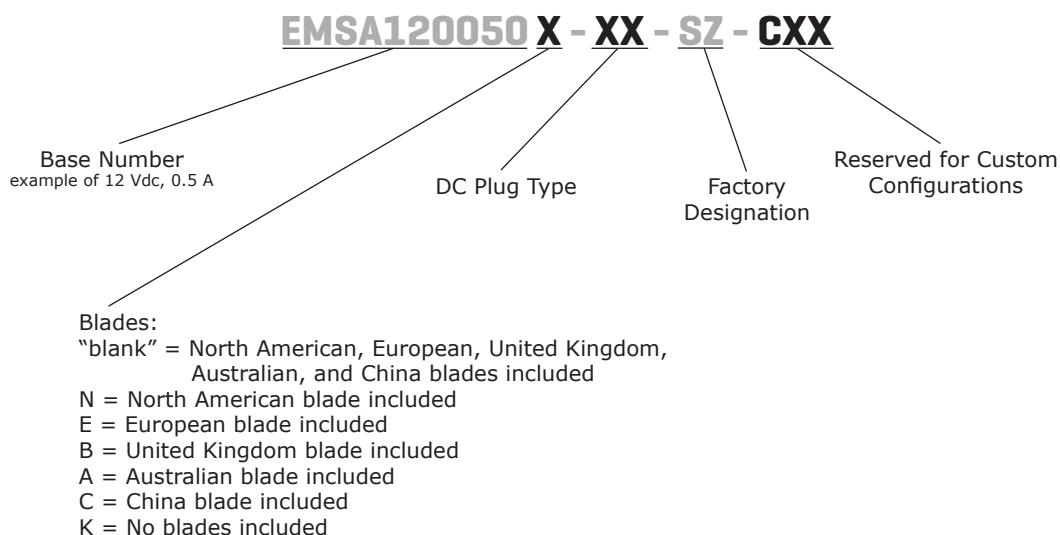 EMSA120050 X - XX - SZ - CXX
Base Number
example of 12 Vdc, 0.5 A
DC Plug Type
Factory
Designation
Reserved for Custom
Configurations
Blades:
“blank” = North American, European, United Kingdom,
Australian, and China blades included
N = North American blade included
E = European blade included
B = United Kingdom blade included
A = Australian blade included
C = China blade included
K = No blades included